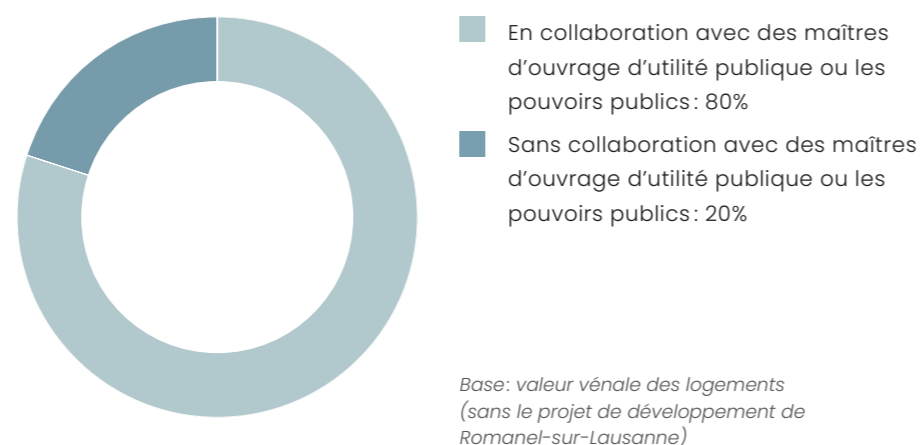 En collaboration avec des maîtres
d’ouvrage d’utilité publique ou les
pouvoirs publics : 80%
Sans collaboration avec des maîtres
d’ouvrage d’utilité publique ou les
pouvoirs publics : 20%
Base : valeur vénale des logements
(sans le projet de développement de
Romanel-sur-Lausanne)